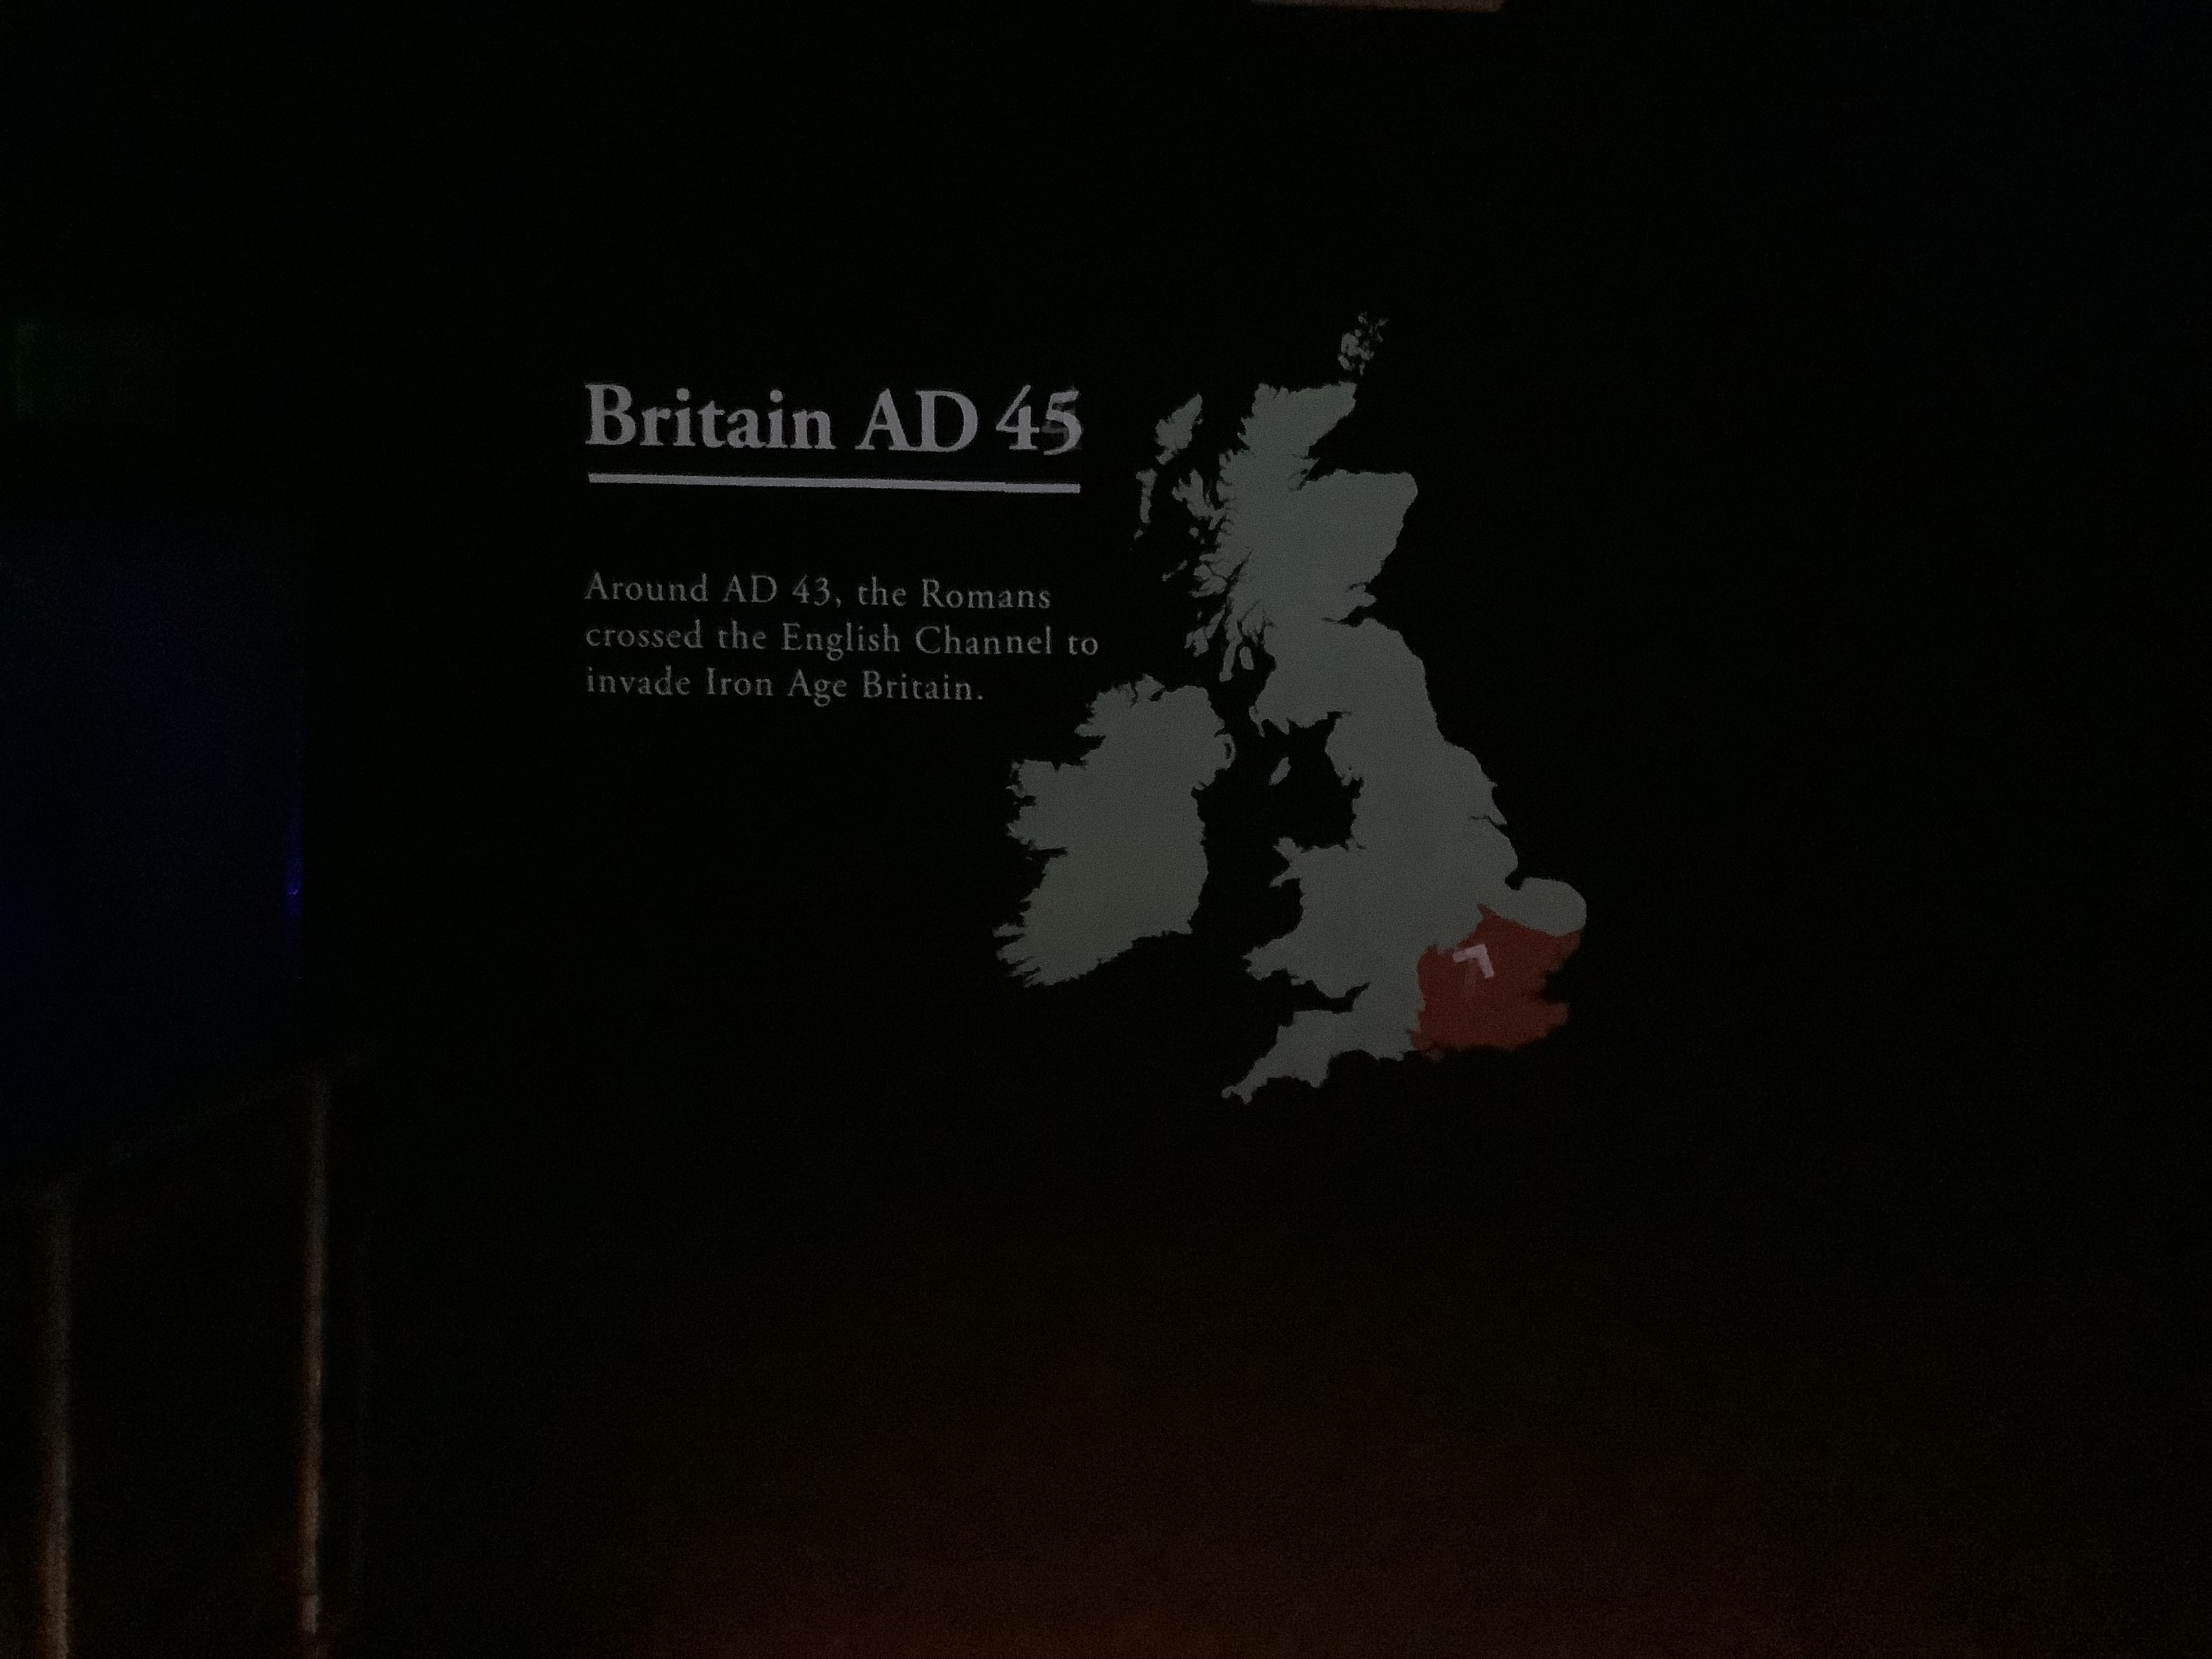 Britain AD 45
Around AD 43, the Romans
crossed the English Channel to
invade Iron Age Britain.